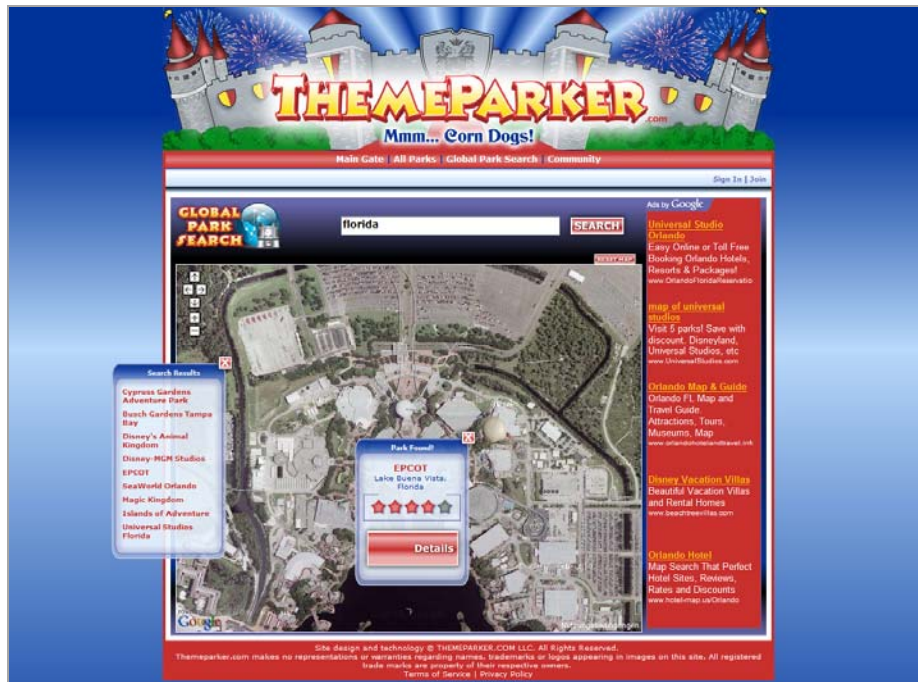 THEMEPARKER
.com
Mmm... Corn Dogs!
Main Gate | All Parks | Global Park Search | Community
Sign In | Join
GLOBAL
PARK
SEARCH
florida
SEARCH
RESET MAP
Ads by Google
Universal Studio
Orlando
Easy Online or Toll Free
Booking Orlando Hotels,
Resorts & Packages!
www.OrlandoFloridaReservatio
map of universal
studios
Visit 5 parks! Save with
discount. Disneyland,
Universal Studios, etc
www.UniversalStudios.com
Orlando Map & Guide
Orlando FL Map and
Travel Guide.
Attractions, Tours,
Museums, Map
www.orlandohotelandtravel.inf
Disney Vacation Villas
Beautiful Vacation Villas
and Rental Homes
www.beachtreevillas.com
Orlando Hotel
Map Search That Perfect
Hotel Sites, Reviews,
Rates and Discounts
www.hotelvmap.us/Orlando
Search Results
X
Cypress Gardens
Adventure Park
Busch Gardens Tampa
Bay
Disney's Animal
Kingdom
Disney-MGM Studios
EPCOT
SeaWorld Orlando
Magic Kingdom
Islands of Adventure
Universal Studios
Florida
Park Found!
X
EPCOT
Lake Buena Vista,
Florida
Details
Google
Site design and technology @ THEMEPARKER.COM LLC. All Rights Reserved.
Themeparker.com makes no representations or warranties regarding names, trademarks or logos appearing in images on this site. All registered
trade marks are property of their respective owners.
Terms of Service | Privacy Policy